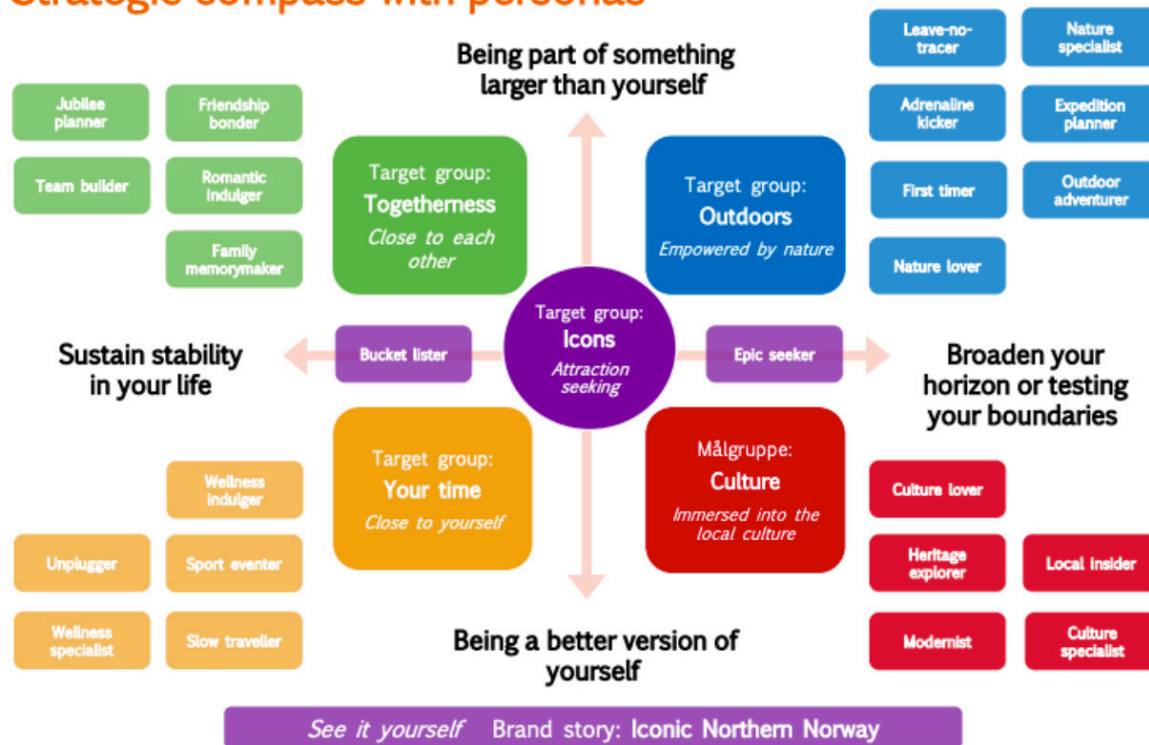 Strategic compass with personas
Being part of something
larger than yourself
Leave-no-
tracer
Nature
specialist
Jubilee
planner
Friendship
bonder
Adrenaline
kicker
Expedition
planner
Team builder
Romantic
indulger
Target group:
Togetherness
Close to each
other
Target group:
Outdoors
Empowered by nature
First timer
Outdoor
adventurer
Family
memorymaker
Nature lover
Sustain stability
in your life
Bucket lister
Target group:
Icons
Attraction
seeking
Epic seeker
Broaden your
horizon or testing
your boundaries
Target group:
Your time
Close to yourself
Målgruppe:
Culture
Immersed into the
local culture
Wellness
indulger
Culture lover
Unplugger
Sport eventer
Heritage
explorer
Local insider
Wellness
specialist
Slow traveller
Modernist
Culture
specialist
Being a better version of
yourself
See it yourself Brand story: Iconic Northern Norway